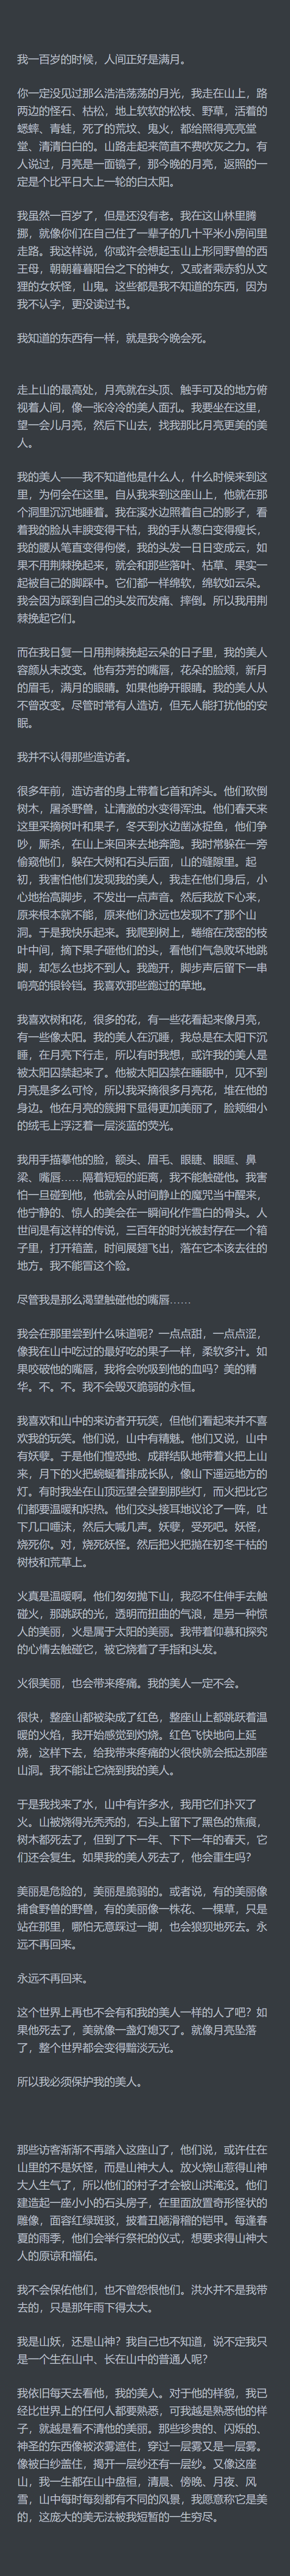 我一百岁的时候，人间正好是满月。
你一定没见过那么浩浩荡荡的月光，我走在山上，路
两边的怪石、枯松，地上软软的松枝、野草，活着的
蟋蟀、青蛙，死了的荒坟、鬼火，都给照得亮亮堂
堂、清清白白的。山路走起来简直不费吹灰之力。有
人说过，月亮是一面镜子，那今晚的月亮，返照的一
定是个比平日大上一轮的白太阳。
我虽然一百岁了，但是还没有老。我在这山林里腾
挪，就像你们在自己住了一辈子的几十平米小房间里
走路。我这样说，你或许会想起玉山上形同野兽的西
王母，朝朝暮暮阳台之下的神女，又或者乘赤豹从文
狸的女妖怪，山鬼。这些都是我不知道的东西，因为
我不认字，更没读过书。
我知道的东西有一样，就是我今晚会死。
走上山的最高处，月亮就在头顶、触手可及的地方俯
视着人间，像一张冷冷的美人面孔。我要坐在这里，
望一会儿月亮，然后下山去，找我那比月亮更美的美
人。
我的美人——我不知道他是什么人，什么时候来到这
里，为何会在这里。自从我来到这座山上，他就在那
个洞里沉沉地睡着。我在溪水边照着自己的影子，看
着我的脸从丰腴变得干枯，我的手从葱白变得瘦长，
我的腰从笔直变得佝偻，我的头发一日日变成云，如
果不用荆棘挽起来，就会和那些落叶、枯草、果实一
起被自己的脚踩中。它们都一样绵软，绵软如云朵。
我会因为踩到自己的头发而发痛、摔倒。所以我用荆
棘挽起它们。
而在我日复一日用荆棘挽起云朵的日子里，我的美人
容颜从未改变。他有芬芳的嘴唇，花朵的脸颊，新月
的眉毛，满月的眼睛。如果他睁开眼睛。我的美人从
不曾改变。尽管时常有人造访，但无人能打扰他的安
眠。
我并不认得那些造访者。
很多年前，造访者的身上带着匕首和斧头。他们砍倒
树木，屠杀野兽，让清澈的水变得浑浊。他们春天来
这里采摘树叶和果子，冬天到水边凿冰捉鱼，他们争
吵，厮杀，在山上来回来去地奔跑。我时常躲在一旁
偷窥他们，躲在大树和石头后面，山的缝隙里。起
初，我害怕他们发现我的美人，我走在他们身后，小
心地抬高脚步，不发出一点声音。然后我放下心来，
原来根本就不能，原来他们永远也发现不了那个山
洞。于是我快乐起来。我爬到树上，蜷缩在茂密的枝
叶中间，摘下果子砸他们的头，看他们气急败坏地跳
脚，却怎么也找不到人。我跑开，脚步声后留下一串
响亮的银铃铛。我喜欢那些跑过的草地。
我喜欢树和花，很多的花，有一些花看起来像月亮，
有一些像太阳。我的美人在沉睡，我总是在太阳下沉
睡，在月亮下行走，所以有时我想，或许我的美人是
被太阳囚禁起来了。他被太阳囚禁在睡眠中，见不到
月亮是多么可怜，所以我采摘很多月亮花，堆在他的
身边。他在月亮的簇拥下显得更加美丽了，脸颊细小
的绒毛上浮泛着一层淡蓝的荧光。
我用手描摹他的脸，额头、眉毛、眼睫、眼眶、鼻
梁、嘴唇……隔着短短的距离，我不能触碰他。我害
怕一旦碰到他，他就会从时间静止的魔咒当中醒来，
他宁静的、惊人的美会在一瞬间化作雪白的骨头。人
世间是有这样的传说，三百年的时光被封存在一个箱
子里，打开箱盖，时间展翅飞出，落在它本该去往的
地方。我不能冒这个险。
尽管我是那么渴望触碰他的嘴唇……
我会在那里尝到什么味道呢？一点点甜，一点点涩，
像我在山中吃过的最好吃的果子一样，柔软多汁。如
果咬破他的嘴唇，我将会吮吸到他的血吗？美的精
华。不。不。我不会毁灭脆弱的永恒。
我喜欢和山中的来访者开玩笑，但他们看起来并不喜
欢我的玩笑。他们说，山中有精魅。他们又说，山中
有妖孽。于是他们惶恐地、成群结队地带着火把上山
来，月下的火把蜿蜒着排成长队，像山下遥远地方的
灯。有时我坐在山顶远望会望到那些灯，而火把比它
们都要温暖和炽热。他们交头接耳地议论了一阵，吐
下几口唾沫，然后大喊几声。妖孽，受死吧。妖怪，
烧死你。对，烧死妖怪。然后把火把抛在初冬干枯的
树枝和荒草上。
火真是温暖啊。他们匆匆抛下山，我忍不住伸手去触
碰火，那跳跃的光，透明而扭曲的气浪，是另一种惊
人的美丽，火是属于太阳的美丽。我带着仰慕和探究
的心情去触碰它，被它烧着了手指和头发。
火很美丽，也会带来疼痛。我的美人一定不会。
很快，整座山都被染成了红色，整座山上都跳跃着温
暖的火焰，我开始感觉到灼烧。红色飞快地向上延
烧，这样下去，给我带来疼痛的火很快就会抵达那座
山洞。我不能让它烧到我的美人。
于是我找来了水，山中有许多水，我用它们扑灭了
火。山被烧得光秃秃的，石头上留下了黑色的焦痕，
树木都死去了，但到了下一年、下下一年的春天，它
们还会复生。如果我的美人死去了，他会重生吗？
美丽是危险的，美丽是脆弱的。或者说，有的美丽像
捕食野兽的野兽，有的美丽像一株花、一棵草，只是
站在那里，哪怕无意踩过一脚，也会狼狈地死去。永
远不再回来。
永远不再回来。
这个世界上再也不会有和我的美人一样的人了吧？如
果他死去了，美就像一盏灯熄灭了。就像月亮坠落
了，整个世界都会变得黯淡无光。
所以我必须保护我的美人。
那些访客渐渐不再踏入这座山了，他们说，或许住在
山里的不是妖怪，而是山神大人。放火烧山惹得山神
大人生气了，所以他们的村子才会被山洪淹没。他们
建造起一座小小的石头房子，在里面放置奇形怪状的
雕像，面容红绿斑驳，披着丑陋滑稽的铠甲。每逢春
夏的雨季，他们会举行祭祀的仪式，想要求得山神大
人的原谅和福佑。
我不会保佑他们，也不曾怨恨他们。洪水并不是我带
去的，只是那年雨下得太大。
我是山妖，还是山神？我自己也不知道，说不定我只
是一个生在山中、长在山中的普通人呢？
我依旧每天去看他，我的美人。对于他的样貌，我已
经比世界上的任何人都要熟悉，可我越是熟悉他的样
子，就越是看不清他的美丽。那些珍贵的、闪烁的、
神圣的东西像被浓雾遮住，穿过一层雾又是一层雾。
像被白纱盖住，揭开一层纱还有一层纱。又像这座
山，我一生都在山中盘桓，清晨、傍晚、月夜、风
雪，山中每时每刻都有不同的风景，我愿意称它是美
的，这庞大的美无法被我短暂的一生穷尽。